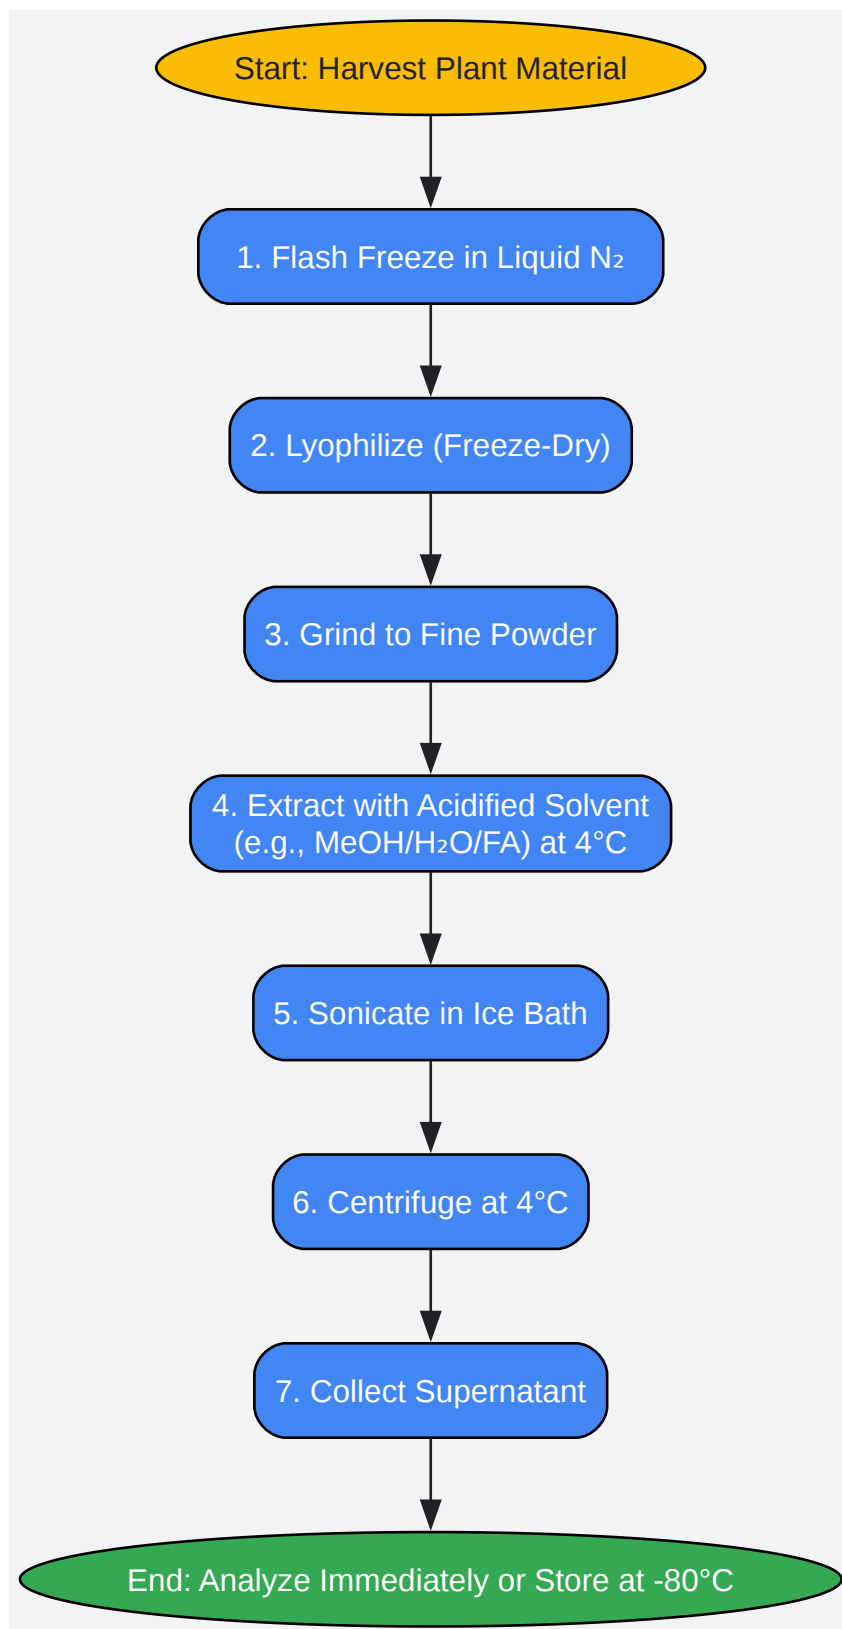 Start: Harvest Plant Material
1. Flash Freeze in Liquid N₂
2. Lyophilize (Freeze-Dry)
3. Grind to Fine Powder
4. Extract with Acidified Solvent
(e.g., MeOH/H₂O/FA) at 4°C
5. Sonicate in Ice Bath
6. Centrifuge at 4°C
7. Collect Supernatant
End: Analyze Immediately or Store at -80°C